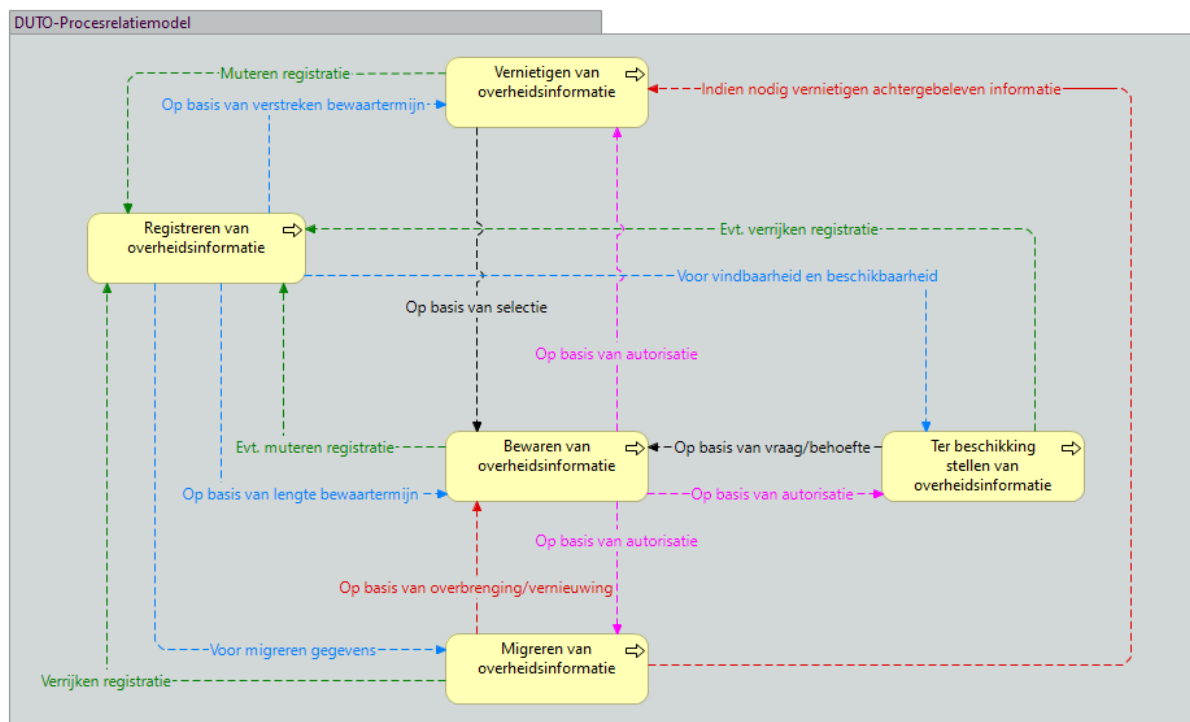 DUTO-Procesrelatiemodel
Vernietigen van
overheidsinformatie
Muteren registratie
Indien nodig vernietigen achtergebeleven informatie
Op basis van verstreken bewaartermijn
Registreren van
overheidsinformatie
Evt. verrijken registratie
Voor vindbaarheid en beschikbaarheid
Op basis van selectie
Op basis van autorisatie
Evt. muteren registratie
Bewaren van
overheidsinformatie
Op basis van vraag/behoefte
Ter beschikking
stellen van
overheidsinformatie
Op basis van lengte bewaartermijn
Op basis van autorisatie
Op basis van autorisatie
Op basis van overbrenging/vernieuwing
Voor migreren gegevens
Migreren van
overheidsinformatie
Verrijken registratie